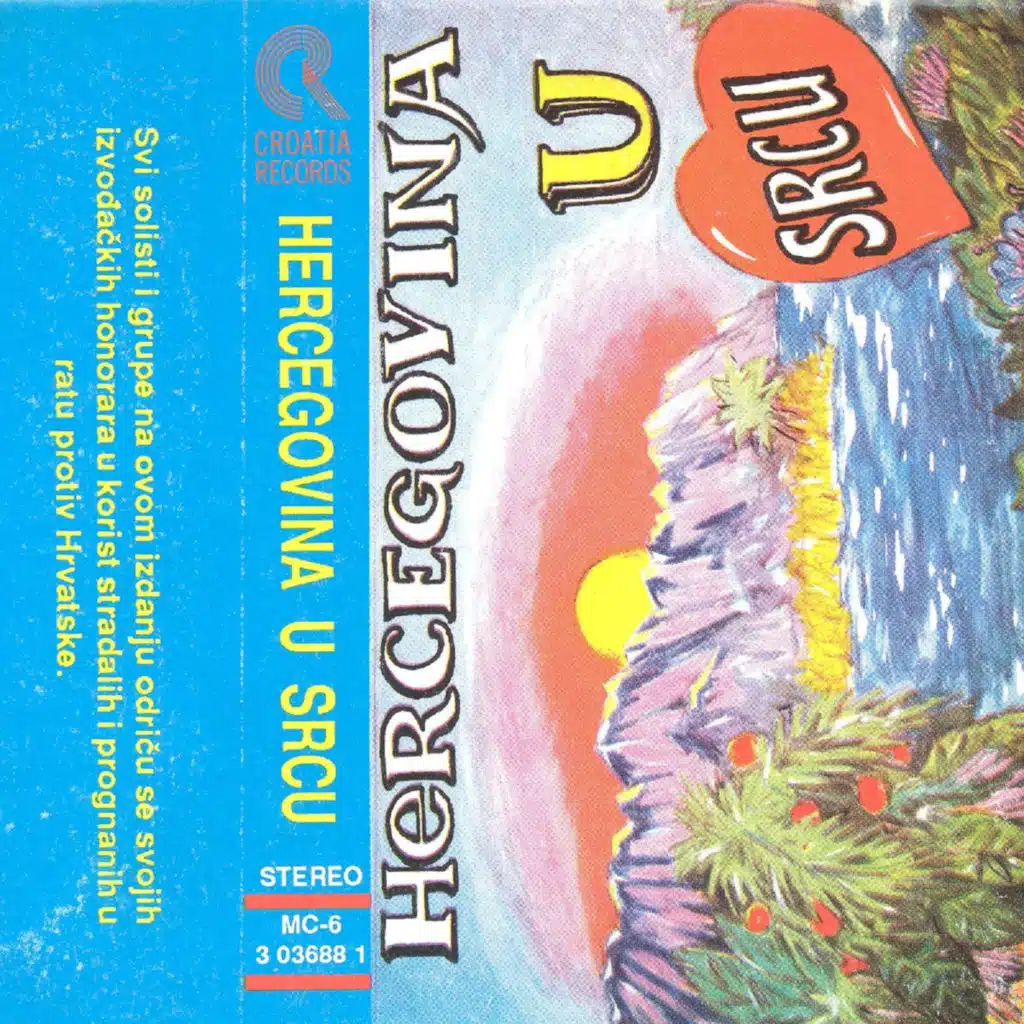 Svi solisti i grupe na ovom izdanju odriču se svojih
izvođačkih honorara u korist stradalih i prognanih u
ratu protiv Hrvatske.
CROATIA
RECORDS
HERCEGOVINA U SRCU
STEREO
MC-6
3 03688 1
HERCEGOVINA
U
SRCU